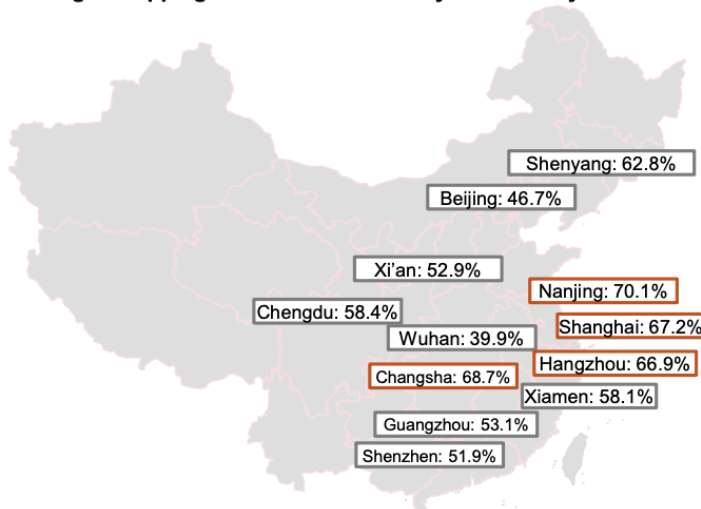 Shenyang: 62.8%
Beijing: 46.7%
Xi'an: 52.9%
Nanjing: 70.1%
Chengdu: 58.4%
Shanghai: 67.2%
Wuhan: 39.9%
Hangzhou: 66.9%
Changsha: 68.7%
Xiamen: 58.1%
Guangzhou: 53.1%
Shenzhen: 51.9%